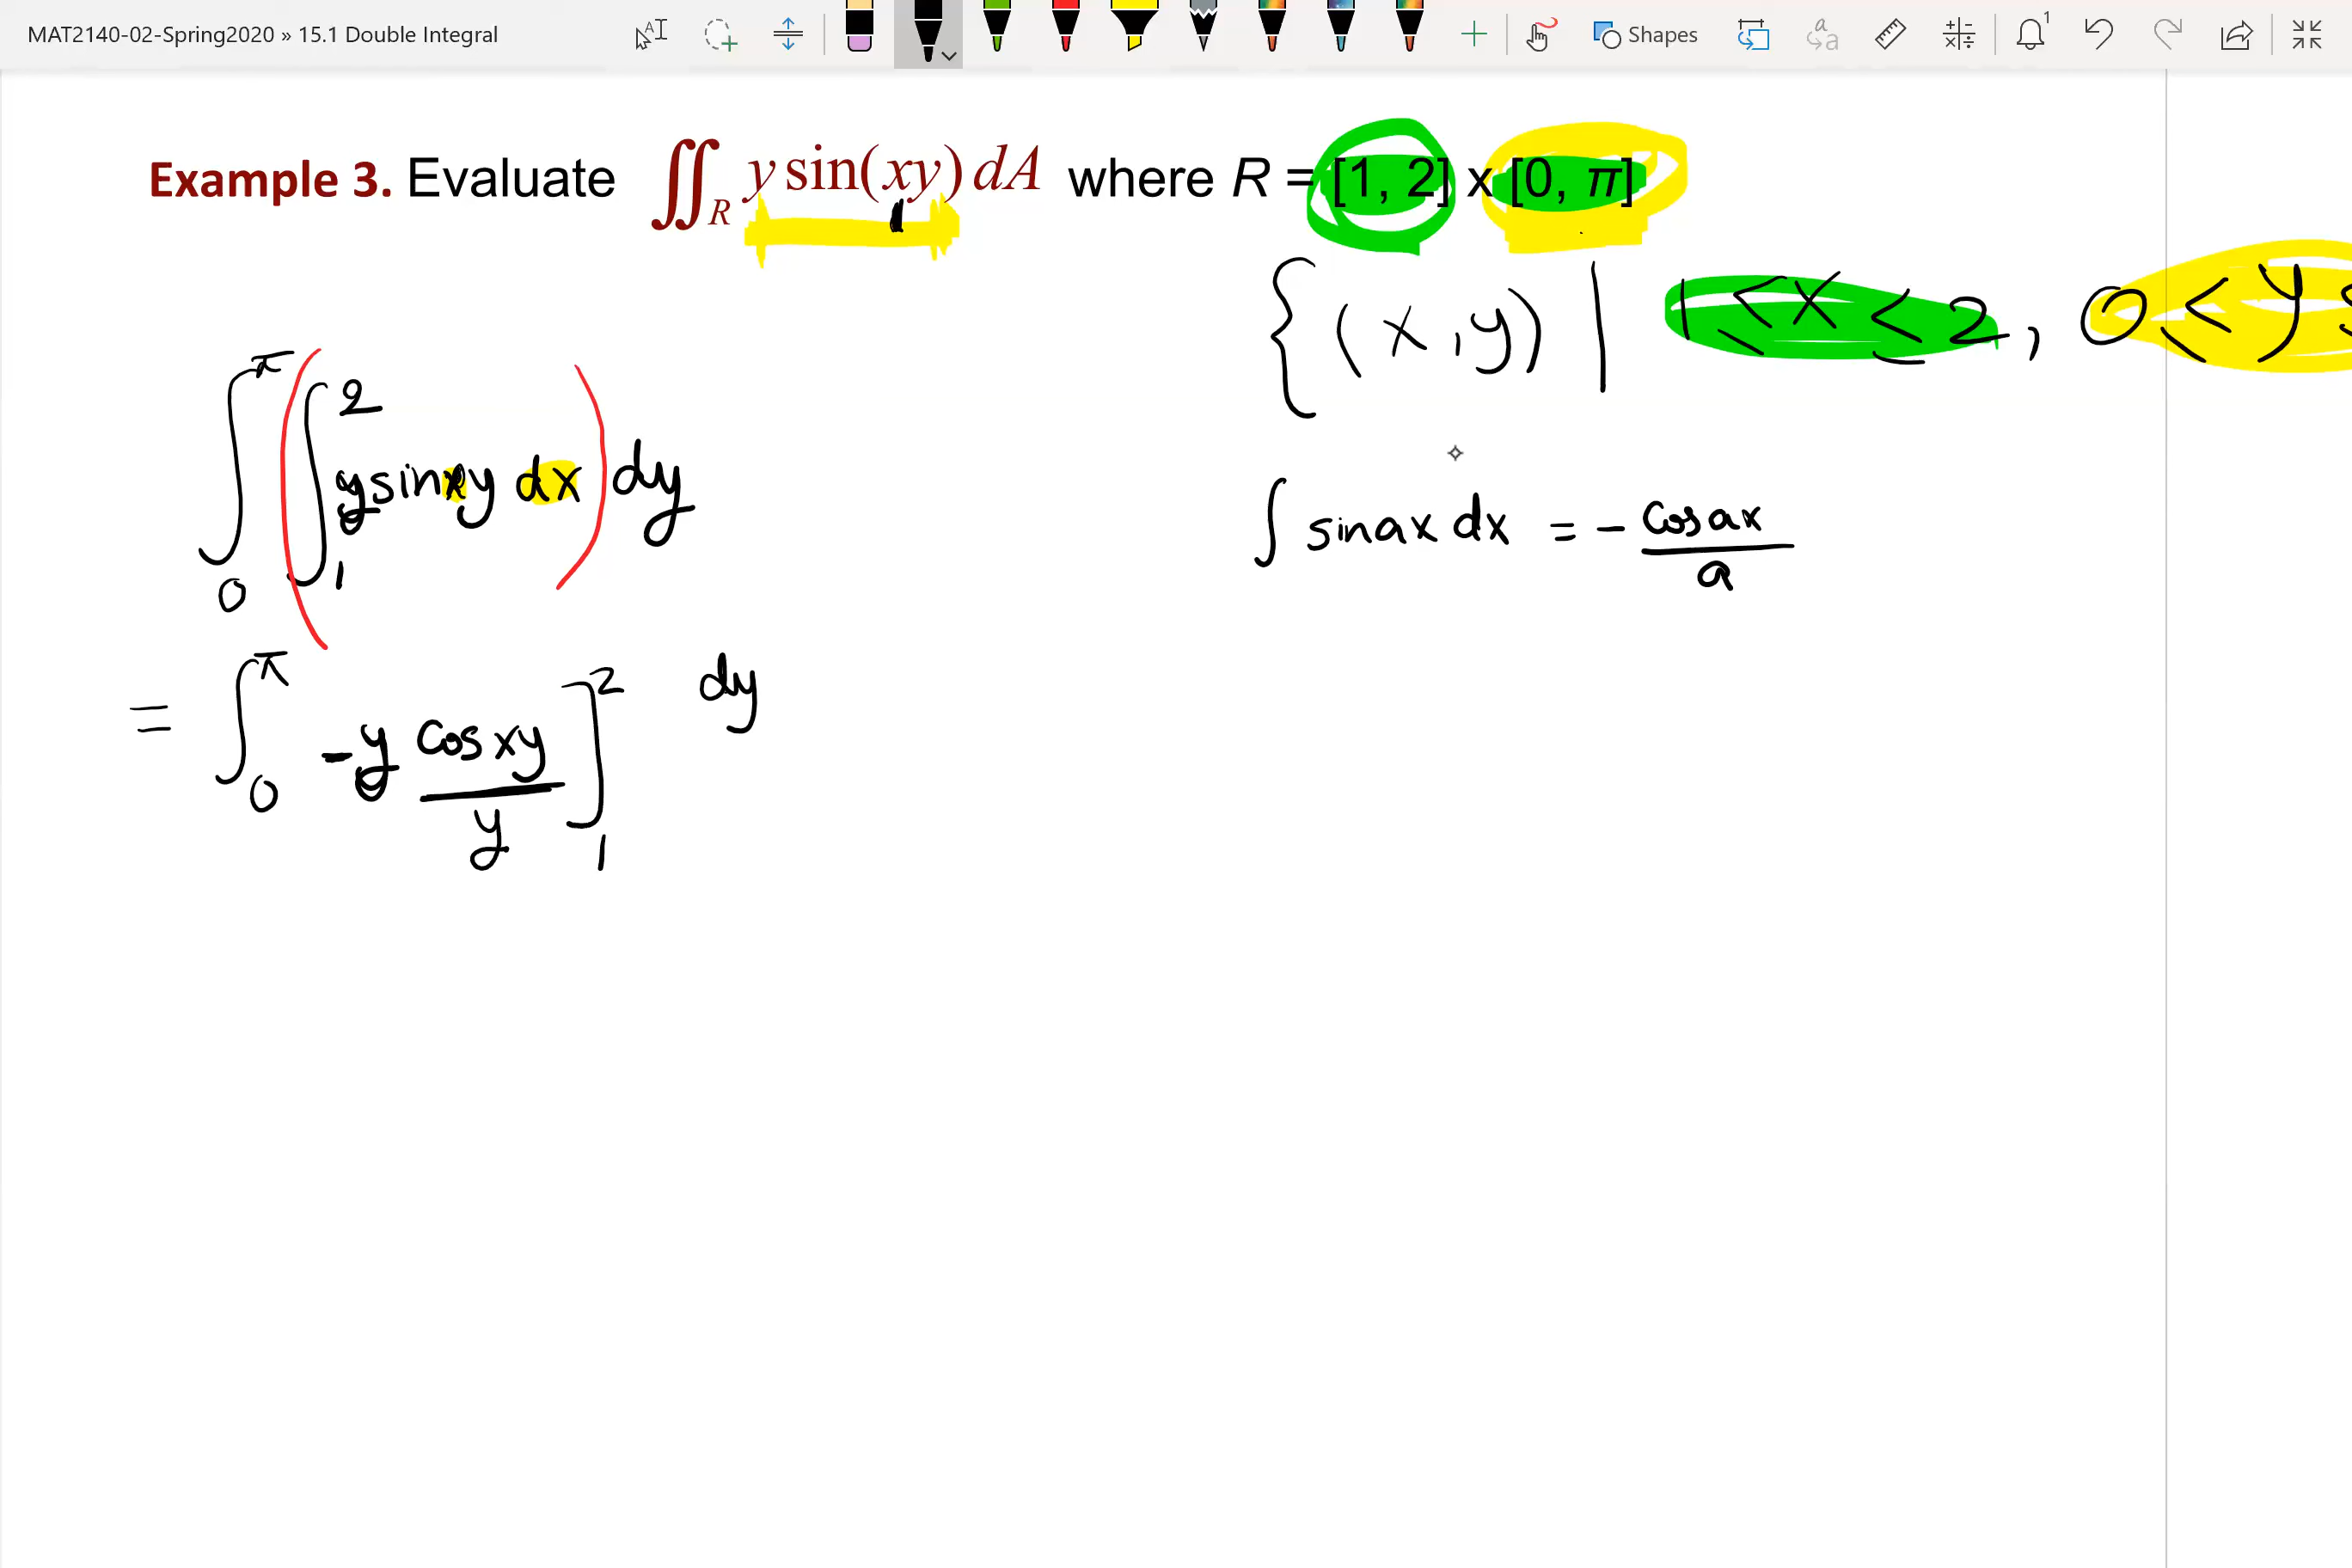 MAT2140-02-Spring2020 » 15.1 Double Integral
Shapes
1
Example 3. Evaluate ∬_R y sin(xy) dA where R = [1, 2] x [0, π]
{ (x, y) | 1 ≤ x ≤ 2, 0 ≤ y ≤
∫_0^π ( ∫_1^2 y sin xy dx ) dy
∫ sin ax dx = - cos ax / a
= ∫_0^π -y cos xy / y ]_1^2 dy